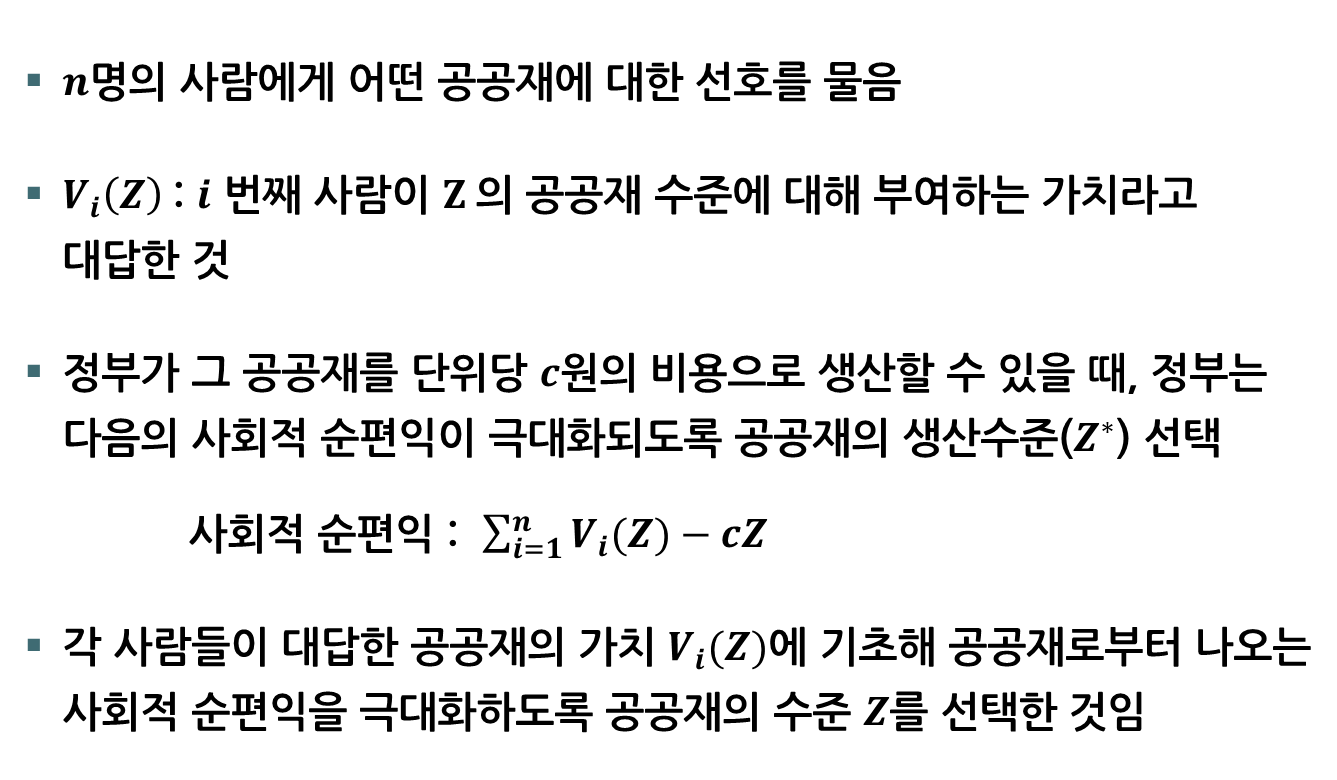 ▪ n명의 사람에게 어떤 공공재에 대한 선호를 물음
▪ Vᵢ(Z) : i 번째 사람이 Z 의 공공재 수준에 대해 부여하는 가치라고
대답한 것
▪ 정부가 그 공공재를 단위당 c원의 비용으로 생산할 수 있을 때, 정부는
다음의 사회적 순편익이 극대화되도록 공공재의 생산수준(Z*) 선택
사회적 순편익 : ∑ⁿᵢ₌₁ Vᵢ(Z) − cZ
▪ 각 사람들이 대답한 공공재의 가치 Vᵢ(Z)에 기초해 공공재로부터 나오는
사회적 순편익을 극대화하도록 공공재의 수준 Z를 선택한 것임